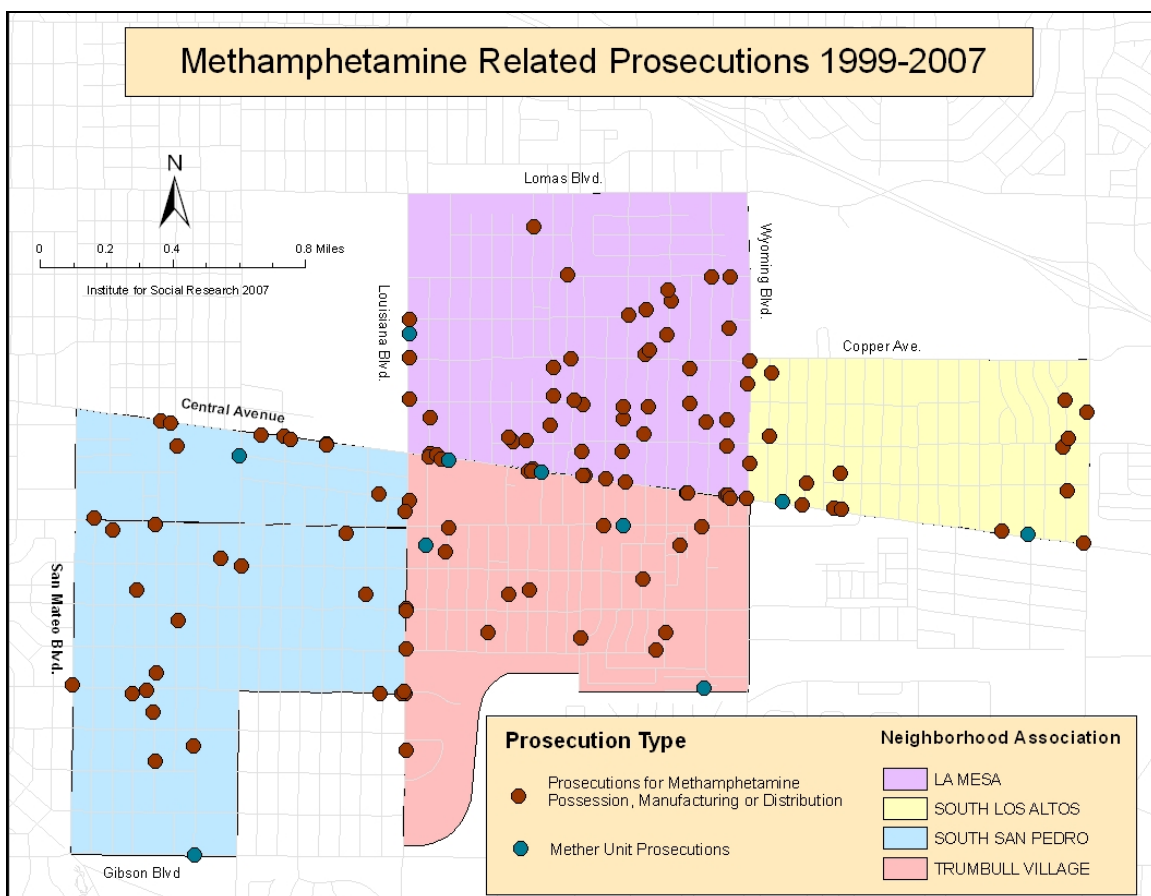 Methamphetamine Related Prosecutions 1999-2007
N
0 0.2 0.4 0.8 Miles
Institute for Social Research 2007
Lomas Blvd.
Wyoming Blvd.
Louisiana Blvd.
Copper Ave.
Central Avenue
San Mateo Blvd.
Gibson Blvd
Prosecution Type
Prosecutions for Methamphetamine
Possession, Manufacturing or Distribution
Mether Unit Prosecutions
Neighborhood Association
LA MESA
SOUTH LOS ALTOS
SOUTH SAN PEDRO
TRUMBULL VILLAGE